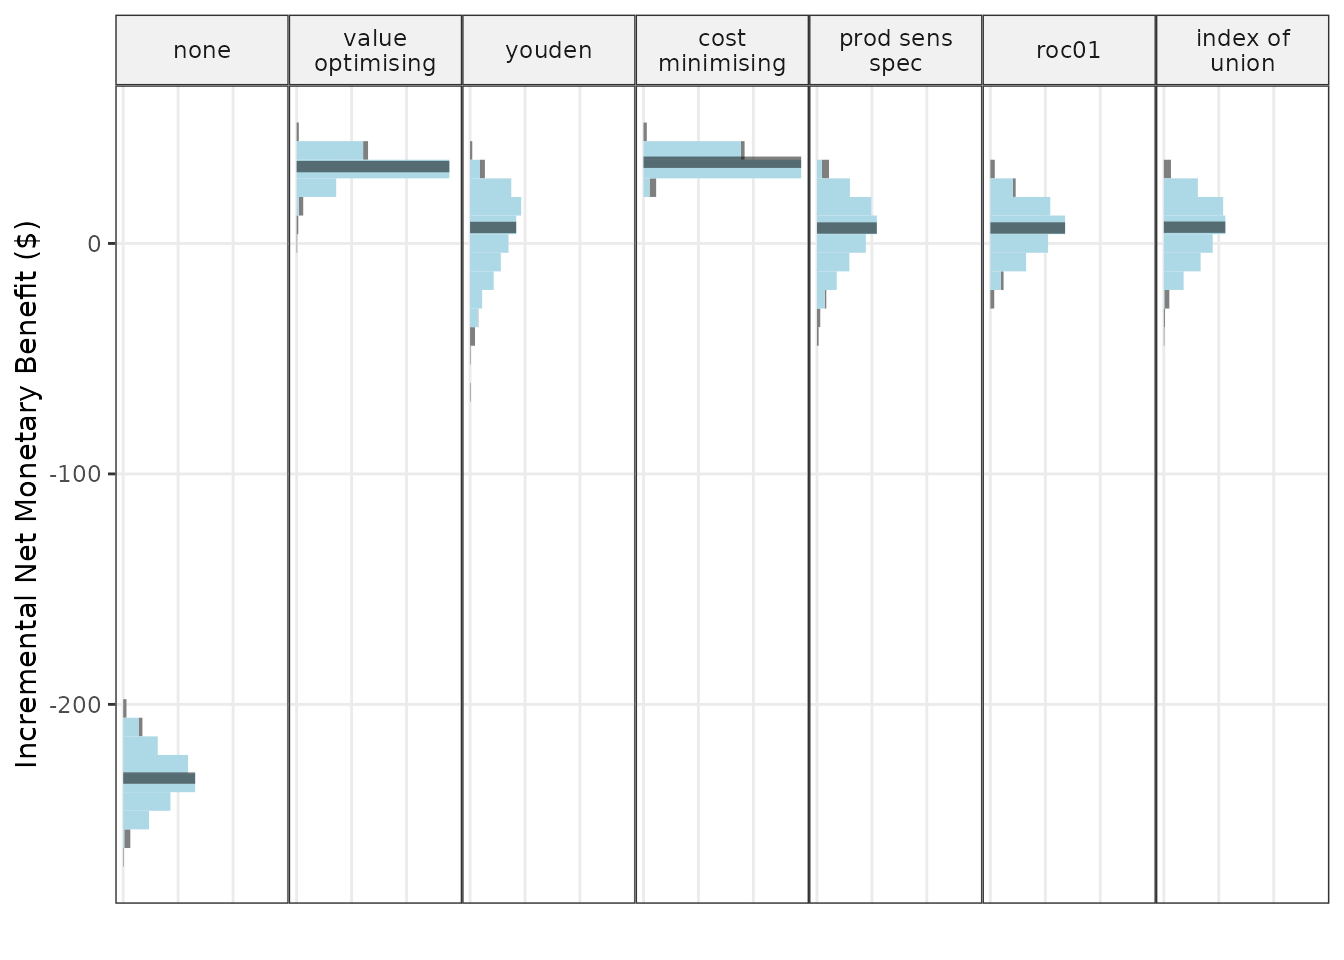 none
value
optimising
youden
cost
minimising
prod sens
spec
roc01
index of
union
Incremental Net Monetary Benefit ($)
0
-100
-200